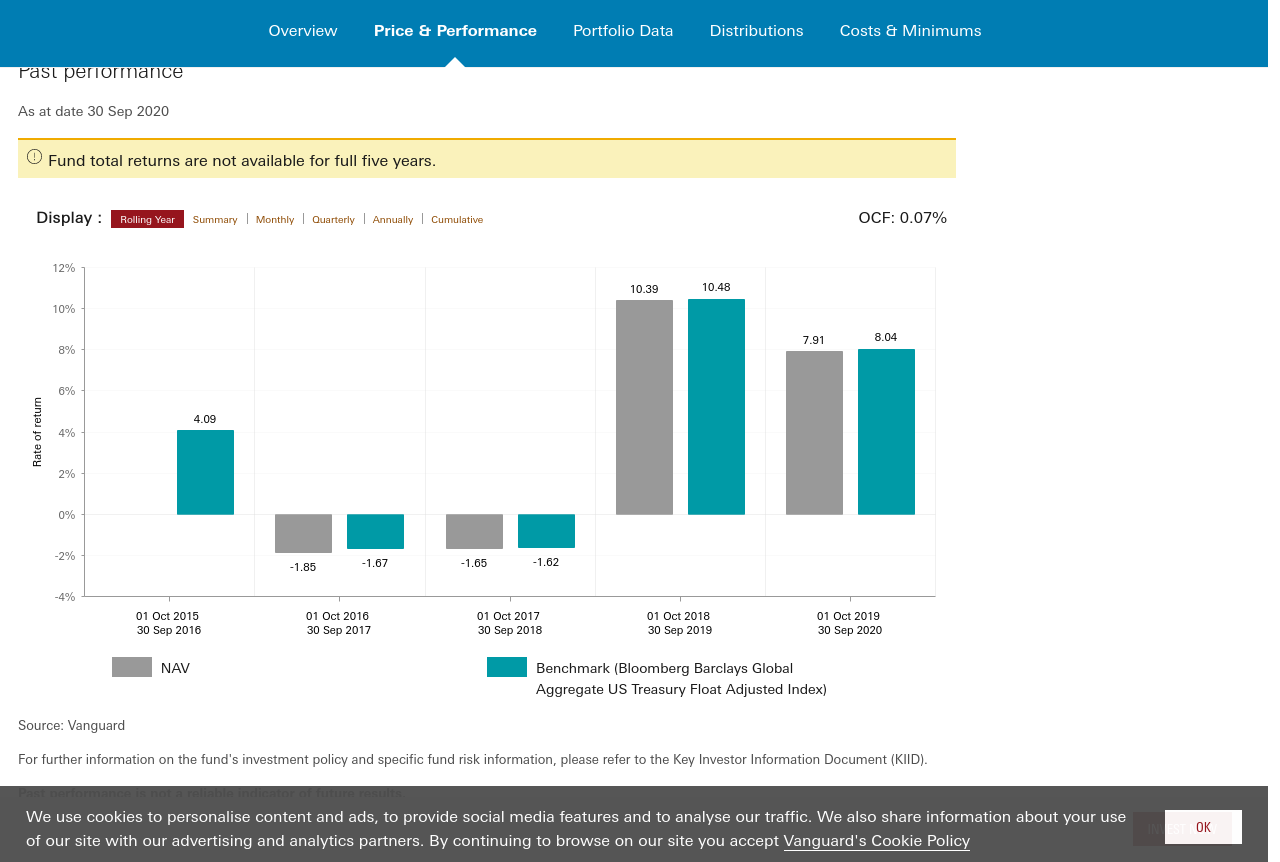 Overview Price & Performance Portfolio Data Distributions Costs & Minimums
Past performance
As at date 30 Sep 2020
Fund total returns are not available for full five years.
Display : Rolling Year Summary Monthly Quarterly Annually Cumulative OCF: 0.07%
12%
10%
8%
6%
4%
2%
0%
-2%
-4%
Rate of return
4.09
-1.85
-1.67
-1.65
-1.62
10.39
10.48
7.91
8.04
01 Oct 2015
30 Sep 2016
01 Oct 2016
30 Sep 2017
01 Oct 2017
30 Sep 2018
01 Oct 2018
30 Sep 2019
01 Oct 2019
30 Sep 2020
NAV
Benchmark (Bloomberg Barclays Global
Aggregate US Treasury Float Adjusted Index)
Source: Vanguard
For further information on the fund's investment policy and specific fund risk information, please refer to the Key Investor Information Document (KIID).
Past performance is not a reliable indicator of future results
We use cookies to personalise content and ads, to provide social media features and to analyse our traffic. We also share information about your use
of our site with our advertising and analytics partners. By continuing to browse on our site you accept Vanguard's Cookie Policy
OK